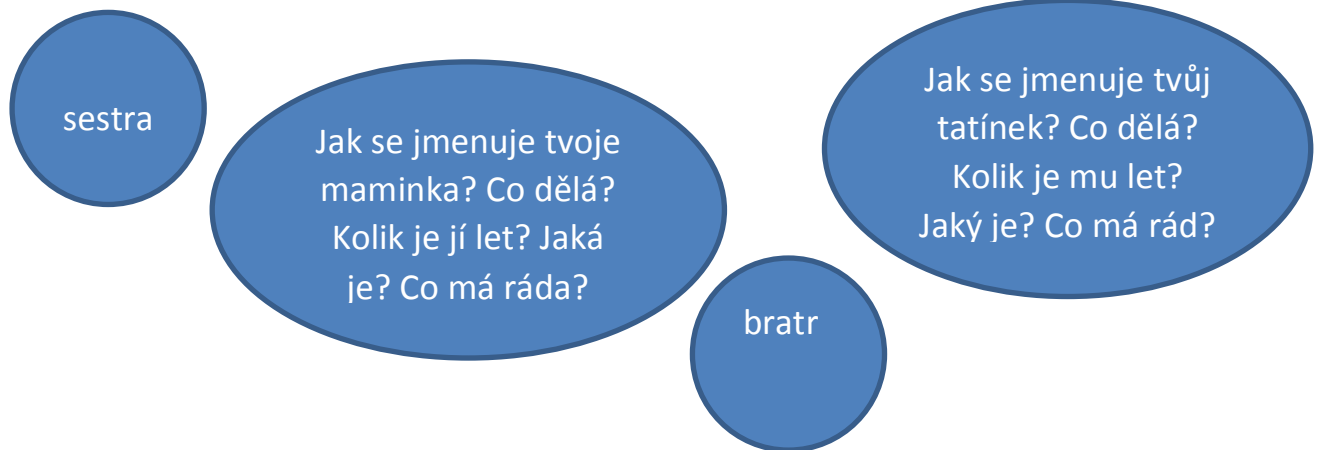 sestra
Jak se jmenuje tvoje
maminka? Co dělá?
Kolik je jí let? Jaká
je? Co má ráda?
Jak se jmenuje tvůj
tatínek? Co dělá?
Kolik je mu let?
Jaký je? Co má rád?
bratr